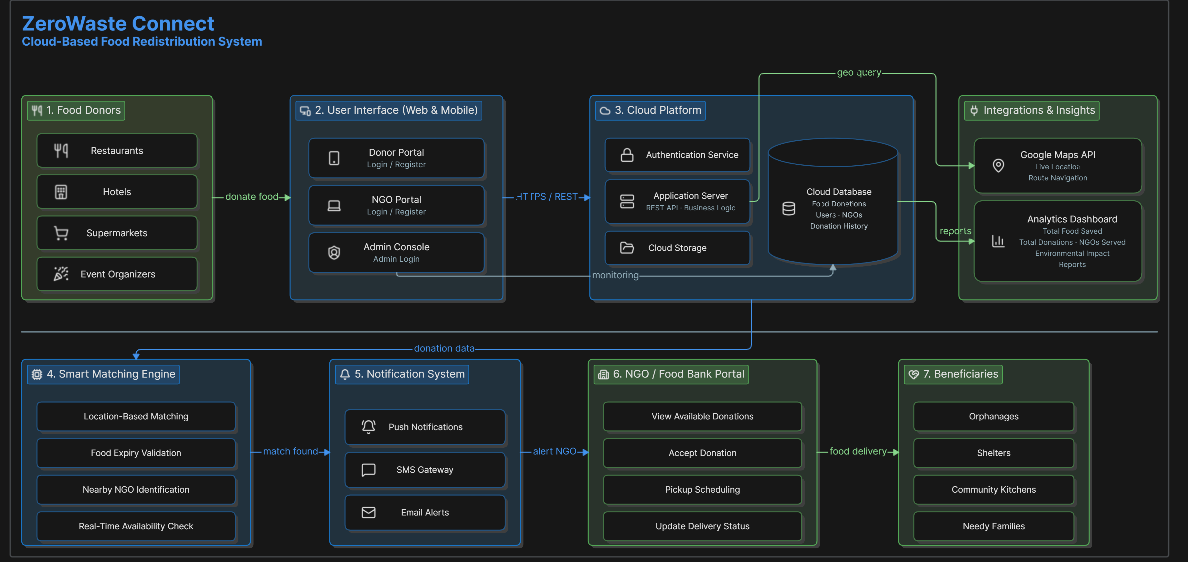 ZeroWaste Connect
Cloud-Based Food Redistribution System
geo query
1. Food Donors
Restaurants
Hotels
Supermarkets
Event Organizers
donate food
2. User Interface (Web & Mobile)
Donor Portal
Login / Register
NGO Portal
Login / Register
Admin Console
Admin Login
HTTPS / REST
monitoring
3. Cloud Platform
Authentication Service
Application Server
REST API · Business Logic
Cloud Storage
Cloud Database
Food Donations
Users · NGOs
Donation History
reports
Integrations & Insights
Google Maps API
Live Location
Route Navigation
Analytics Dashboard
Total Food Saved
Total Donations · NGOs Served
Environmental Impact
Reports
donation data
4. Smart Matching Engine
Location-Based Matching
Food Expiry Validation
Nearby NGO Identification
Real-Time Availability Check
match found
5. Notification System
Push Notifications
SMS Gateway
Email Alerts
alert NGO
6. NGO / Food Bank Portal
View Available Donations
Accept Donation
Pickup Scheduling
Update Delivery Status
food delivery
7. Beneficiaries
Orphanages
Shelters
Community Kitchens
Needy Families